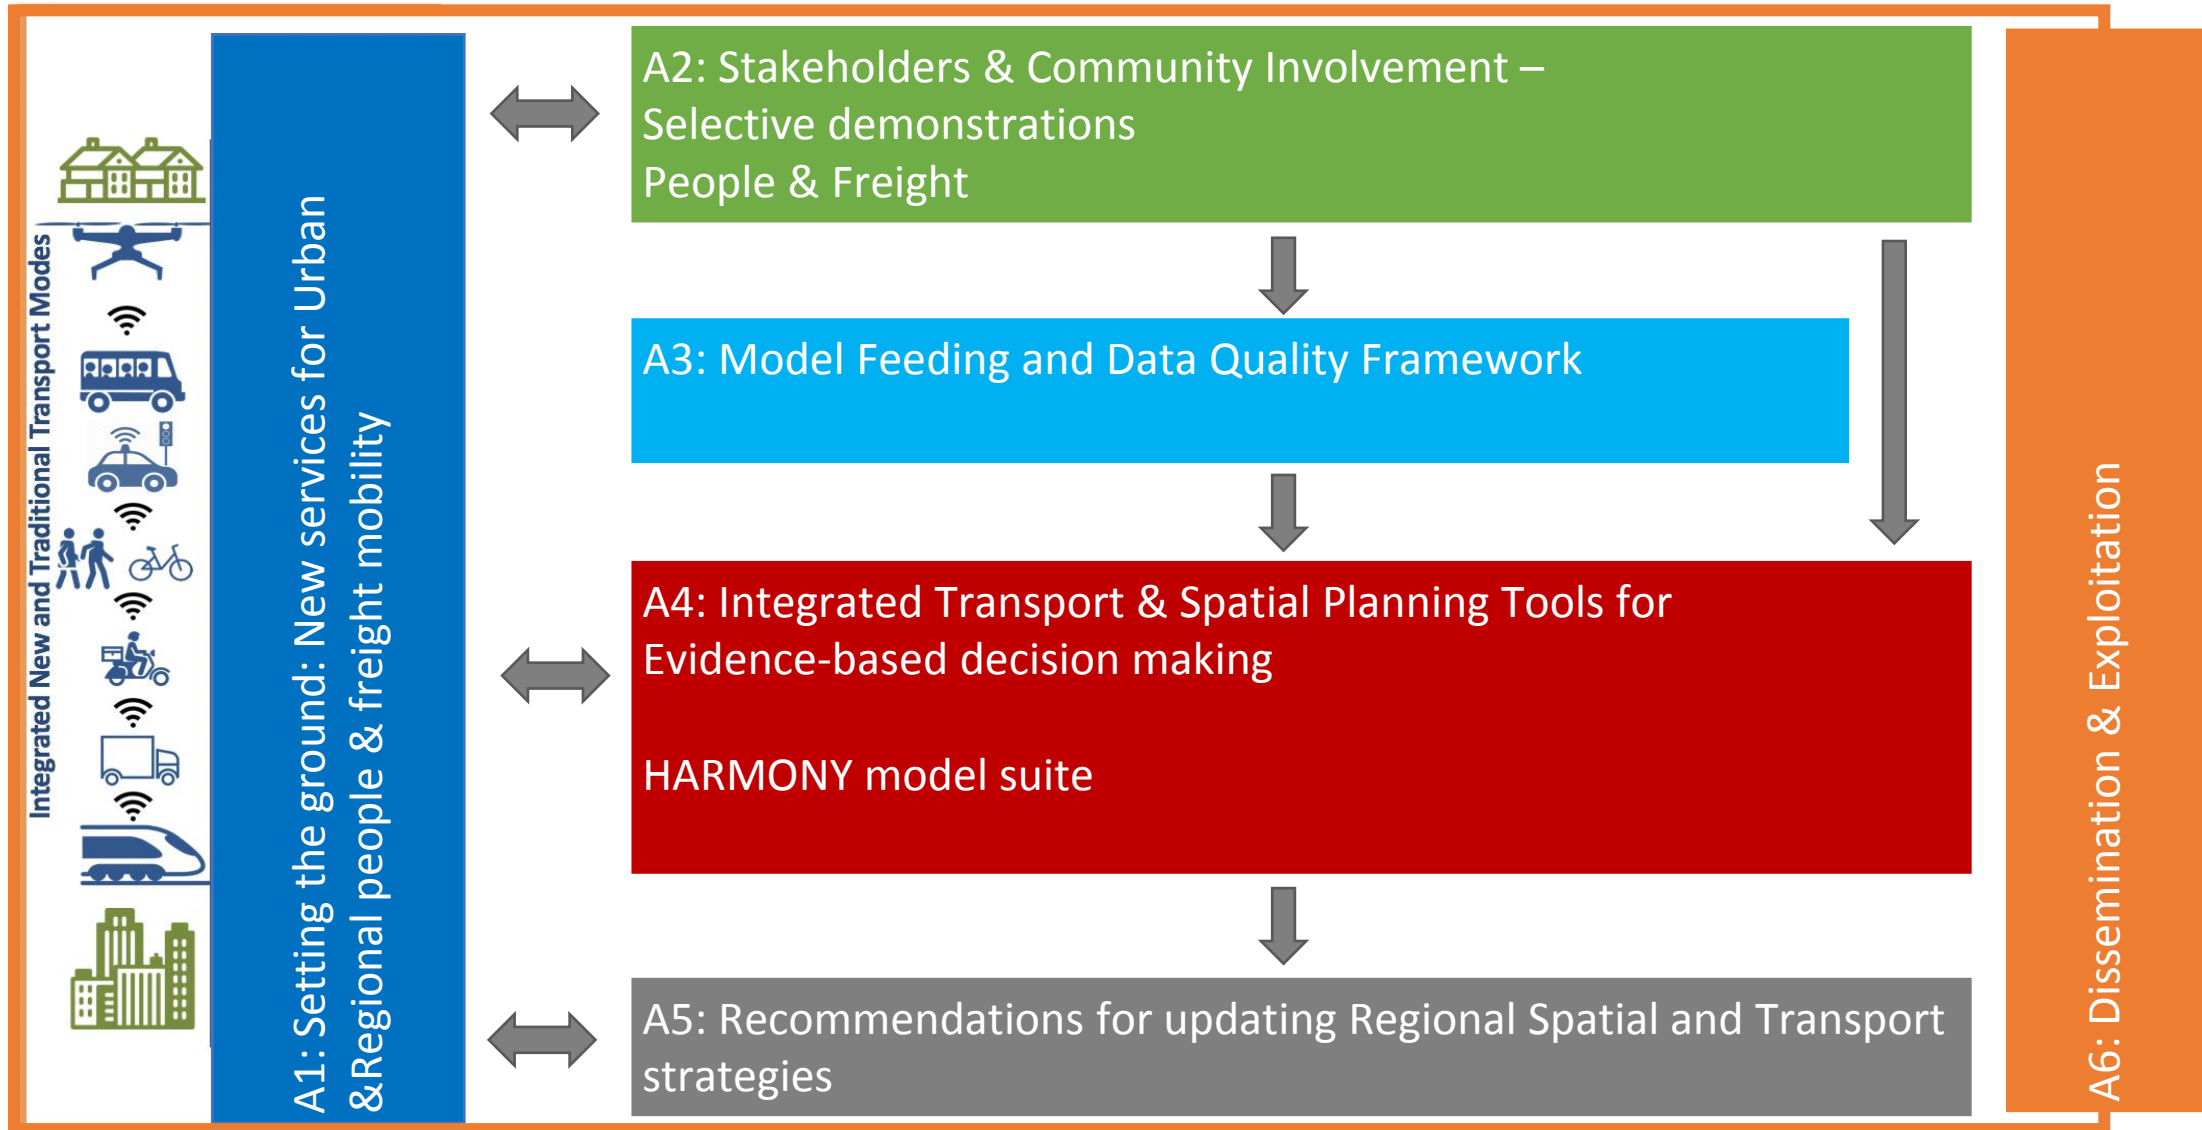 Integrated New and Traditional Transport Modes
A1: Setting the ground: New services for Urban
&Regional people & freight mobility
A2: Stakeholders & Community Involvement –
Selective demonstrations
People & Freight
A3: Model Feeding and Data Quality Framework
A4: Integrated Transport & Spatial Planning Tools for
Evidence-based decision making
HARMONY model suite
A5: Recommendations for updating Regional Spatial and Transport
strategies
A6: Dissemination & Exploitation